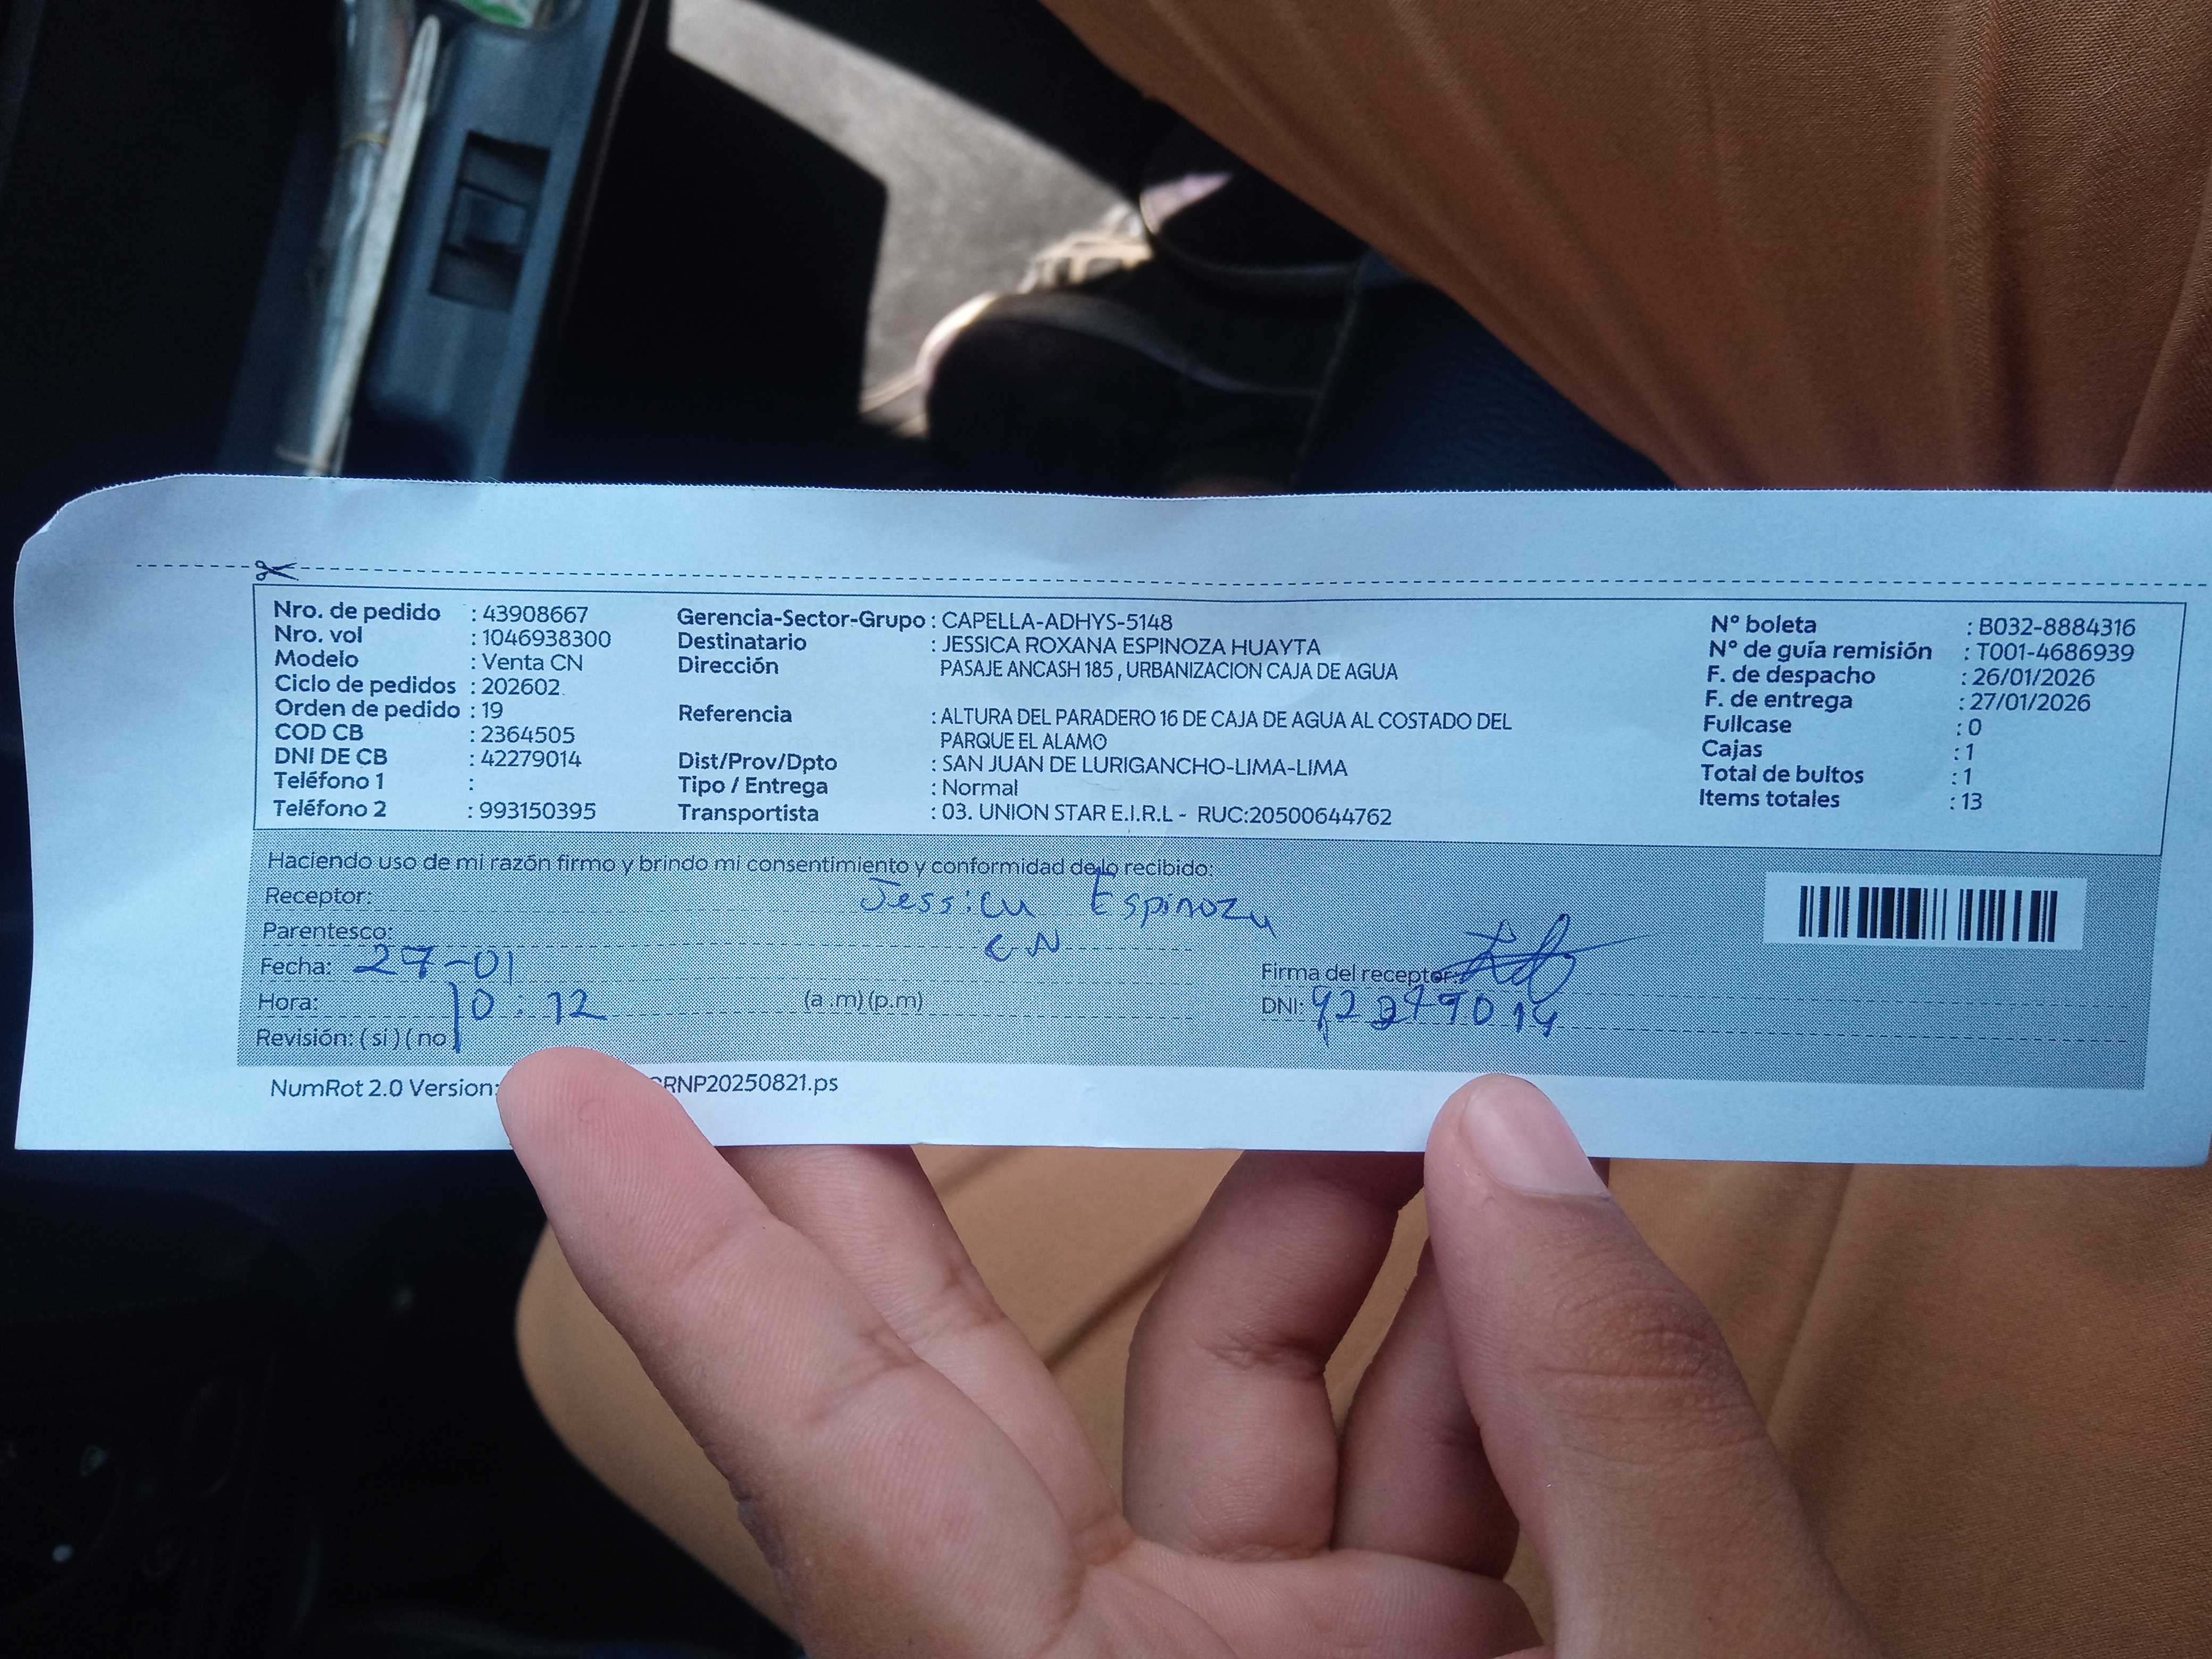 Nro. de pedido : 43908667
Nro. vol : 1046938300
Modelo : Venta CN
Ciclo de pedidos : 202602
Orden de pedido : 19
COD CB : 2364505
DNI DE CB : 42279014
Teléfono 1 :
Teléfono 2 : 993150395
Gerencia-Sector-Grupo : CAPELLA-ADHYS-5148
Destinatario : JESSICA ROXANA ESPINOZA HUAYTA
Dirección PASAJE ANCASH 185 , URBANIZACION CAJA DE AGUA
Referencia : ALTURA DEL PARADERO 16 DE CAJA DE AGUA AL COSTADO DEL
PARQUE EL ALAMO
Dist/Prov/Dpto : SAN JUAN DE LURIGANCHO-LIMA-LIMA
Tipo / Entrega : Normal
Transportista : 03. UNION STAR E.I.R.L - RUC:20500644762
N° boleta : B032-8884316
N° de guía remisión : T001-4686939
F. de despacho : 26/01/2026
F. de entrega : 27/01/2026
Fullcase : 0
Cajas : 1
Total de bultos : 1
Items totales : 13
Haciendo uso de mi razón firmo y brindo mi consentimiento y conformidad de lo recibido:
Receptor: Jessica Espinoza
Parentesco: CN
Fecha: 27-01
Firma del receptor:
Hora: 10:12 (a .m) (p.m)
DNI: 42279014
Revisión: ( si ) ( no )
NumRot 2.0 Version: RNP20250821.ps